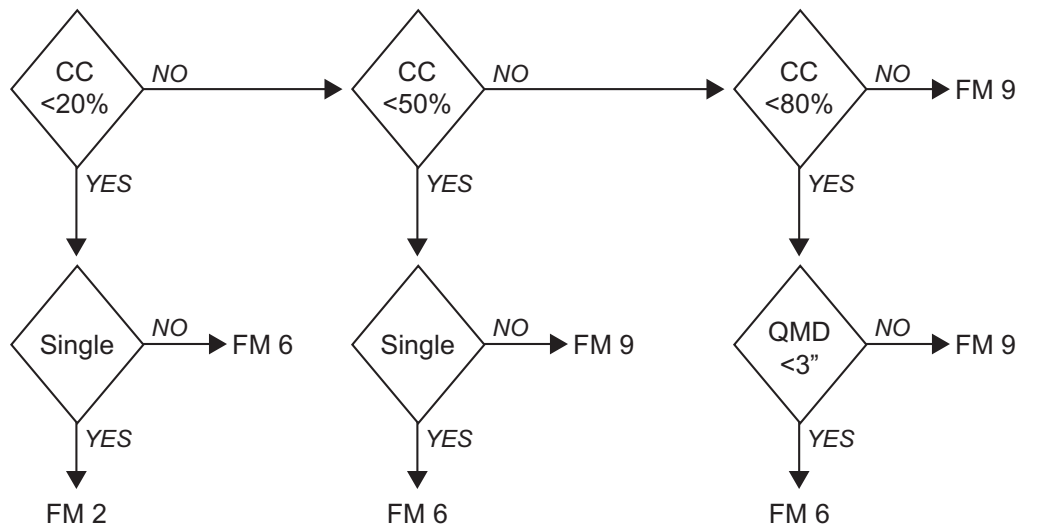 CC
<20%
NO
CC
<50%
NO
CC
<80%
NO
FM 9
YES
YES
YES
Single
NO
FM 6
Single
NO
FM 9
QMD
<3”
NO
FM 9
YES
YES
YES
FM 2
FM 6
FM 6